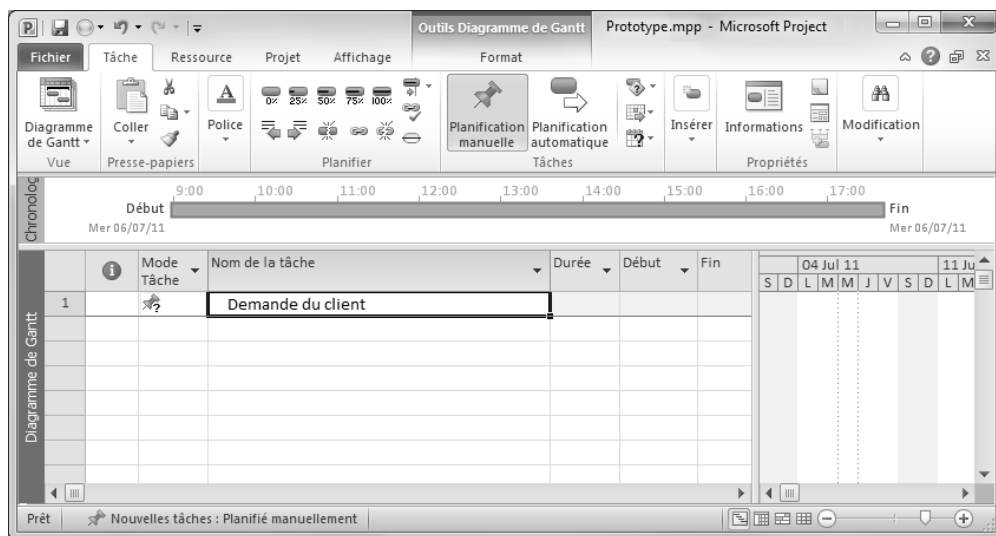 Outils Diagramme de Gantt Prototype.mpp - Microsoft Project
Fichier Tâche Ressource Projet Affichage Format
0% 25% 50% 75% 100%
Diagramme de Gantt Coller Police Planification manuelle Planification automatique Insérer Informations Modification
Vue Presse-papiers Planifier Tâches Propriétés
Chronolog
9:00 10:00 11:00 12:00 13:00 14:00 15:00 16:00 17:00
Début Fin
Mer 06/07/11 Mer 06/07/11
Mode Tâche Nom de la tâche Durée Début Fin 04 Jul 11 11 Ju
S D L M M J V S D L M
1 Demande du client
Diagramme de Gantt
Prêt Nouvelles tâches : Planifié manuellement